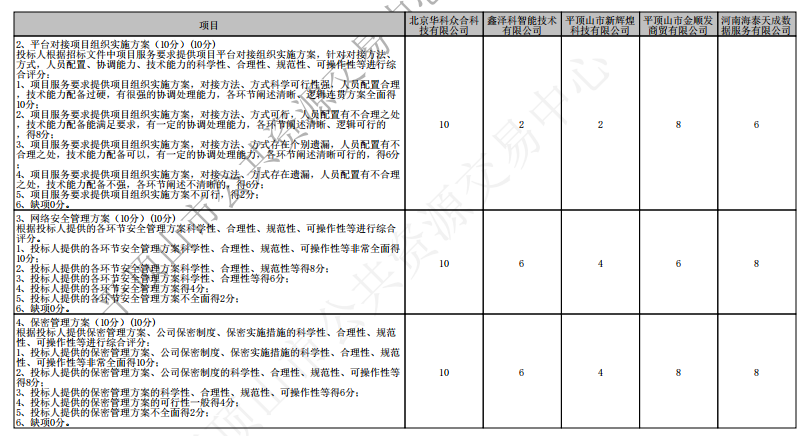 项目
北京华科众合科
技有限公司
鑫泽科智能技术
有限公司
平顶山市新辉煌
科技有限公司
平顶山市金顺发
商贸有限公司
河南海泰天成数
据服务有限公司
2、平台对接项目组织实施方案（10分）(10分)
投标人根据招标文件中项目服务要求提供项目平台对接组织实施方案，针对对接方法、
方式，人员配置、协调能力、技术能力的科学性、合理性、规范性、可操作性等进行综
合评分：
1、项目服务要求提供项目组织实施方案，对接方法、方式科学可行性强，人员配置合理
，技术能力配备过硬，有很强的协调处理能力，各环节阐述清晰、逻辑连贯方案全面得
10分；
2、项目服务要求提供项目组织实施方案，对接方法、方式可行，人员配置有不合理之处
，技术能力配备能满足要求，有一定的协调处理能力，各环节阐述清晰、逻辑可行的
，得8分；
3、项目服务要求提供项目组织实施方案，对接方法、方式存在个别遗漏，人员配置有不
合理之处，技术能力配备可以，有一定的协调处理能力、各环节阐述清晰可行的，得6分
；
4、项目服务要求提供项目组织实施方案，对接方法、方式存在遗漏，人员配置有不合理
之处，技术能力配备不强，各环节阐述不清晰的，得6分；
5、项目服务要求提供项目组织实施方案不可行，得2分；
6、缺项0分。
10
2
2
8
6
3、网络安全管理方案（10分）(10分)
根据投标人提供的各环节安全管理方案科学性、合理性、规范性、可操作性等进行综合
评分。
1、投标人提供的各环节安全管理方案科学性、合理性、规范性、可操作性等非常全面得
10分；
2、投标人提供的各环节安全管理方案科学性、合理性、规范性等得8分；
3、投标人提供的各环节安全管理方案科学性、合理性等得6分；
4、投标人提供的各环节安全管理方案得4分；
5、投标人提供的各环节安全管理方案不全面得2分；
6、缺项0分。
10
6
4
6
8
4、保密管理方案（10分）(10分)
根据投标人提供保密管理方案、公司保密制度、保密实施措施的科学性、合理性、规范
性、可操作性等进行综合评分：
1、投标人提供的保密管理方案、公司保密制度、保密实施措施的科学性、合理性、规范
性、可操作性等非常全面得10分；
2、投标人提供的保密管理方案、公司保密制度的科学性、合理性、规范性、可操作性等
得8分；
3、投标人提供的保密管理方案的科学性、合理性、规范性、可操作性等得6分；
4、投标人提供的保密管理方案的可行性一般得4分；
5、投标人提供的保密管理方案不全面得2分；
6、缺项0分。
10
6
4
8
8
平顶山市公共资源交易中心
平顶山市公共资源交易中心